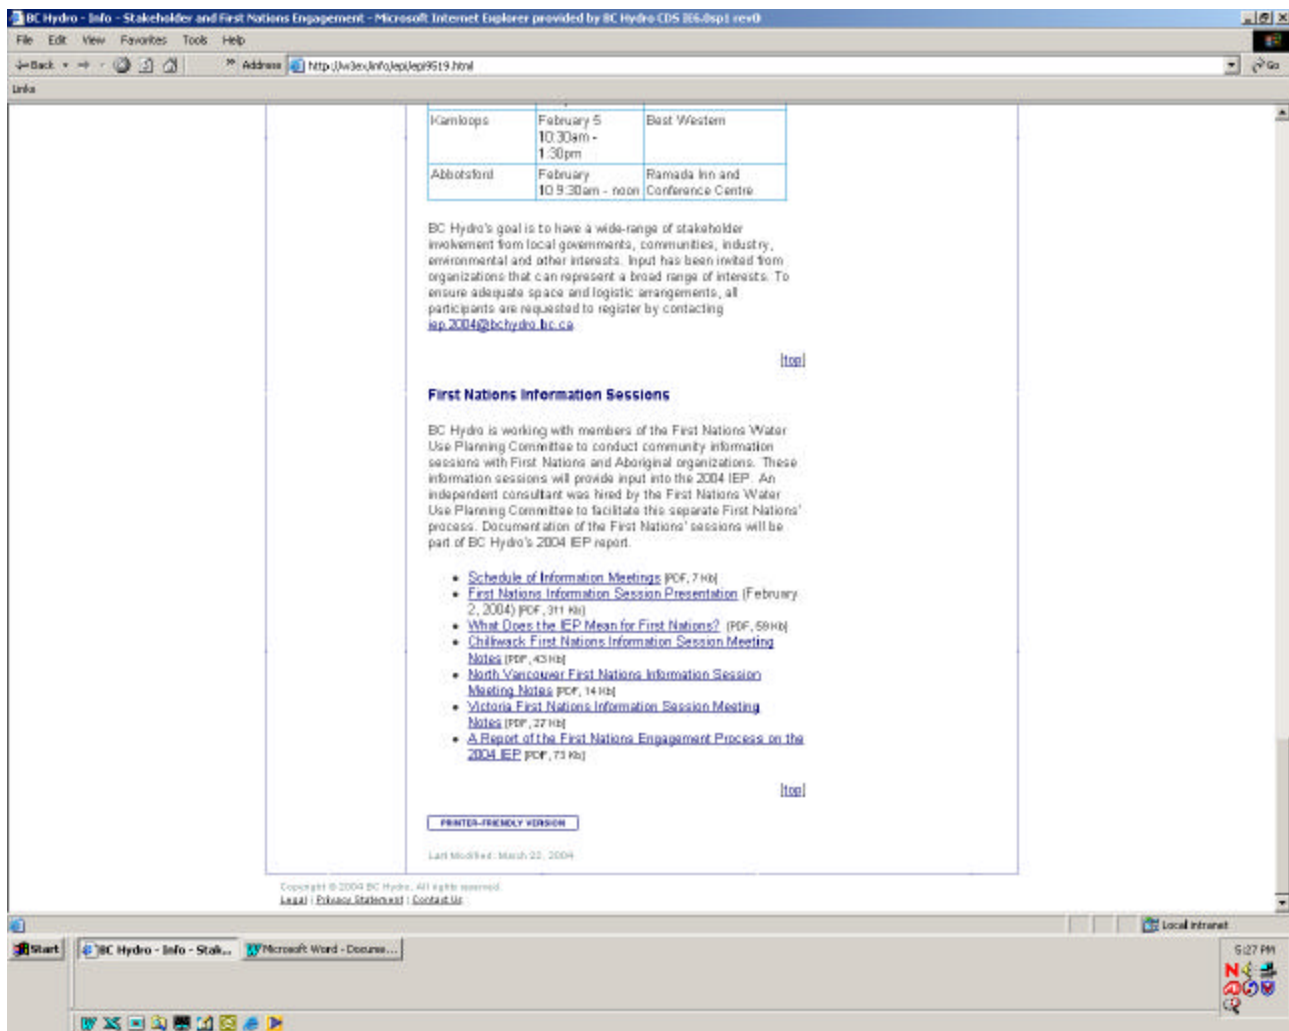 BC Hydro - Info - Stakeholder and First Nations Engagement - Microsoft Internet Explorer provided by BC Hydro CDS IE6.0sp1 rev0
File Edit View Favorites Tools Help
Back » Address http://w3ex/info/epi/epi9519.html Go
Links
Kamloops February 5 Best Western
10:30am -
1:30pm
Abbotsford February Ramada Inn and
10 9:30am - noon Conference Centre
BC Hydro's goal is to have a wide-range of stakeholder
involvement from local governments, communities, industry,
environmental and other interests. Input has been invited from
organizations that can represent a broad range of interests. To
ensure adequate space and logistic arrangements, all
participants are requested to register by contacting
iep.2004@bchydro.bc.ca
[top]
First Nations Information Sessions
BC Hydro is working with members of the First Nations Water
Use Planning Committee to conduct community information
sessions with First Nations and Aboriginal organizations. These
information sessions will provide input into the 2004 IEP. An
independent consultant was hired by the First Nations Water
Use Planning Committee to facilitate this separate First Nations'
process. Documentation of the First Nations' sessions will be
part of BC Hydro's 2004 IEP report.
• Schedule of Information Meetings [PDF, 7 Kb]
• First Nations Information Session Presentation (February
2, 2004) [PDF, 311 Kb]
• What Does the IEP Mean for First Nations? [PDF, 59 Kb]
• Chilliwack First Nations Information Session Meeting
Notes [PDF, 43 Kb]
• North Vancouver First Nations Information Session
Meeting Notes [PDF, 14 Kb]
• Victoria First Nations Information Session Meeting
Notes [PDF, 27 Kb]
• A Report of the First Nations Engagement Process on the
2004 IEP [PDF, 73 Kb]
[top]
PRINTER-FRIENDLY VERSION
Last Modified: March 22, 2004
Copyright © 2004 BC Hydro. All rights reserved.
Legal | Privacy Statement | Contact Us
Local intranet
Start BC Hydro - Info - Stak... Microsoft Word - Docume... 5:27 PM